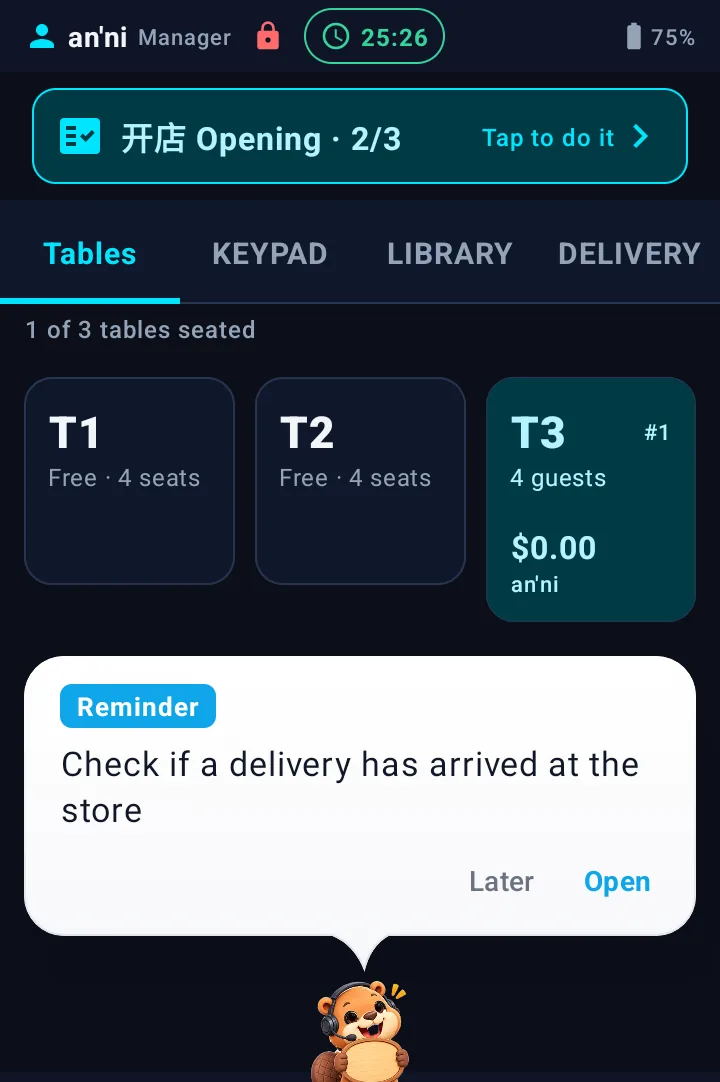 an'ni Manager 25:26 75%
开店 Opening · 2/3 Tap to do it
Tables KEYPAD LIBRARY DELIVERY
1 of 3 tables seated
T1
Free · 4 seats
T2
Free · 4 seats
T3 #1
4 guests
$0.00
an'ni
Reminder
Check if a delivery has arrived at the
store
Later Open